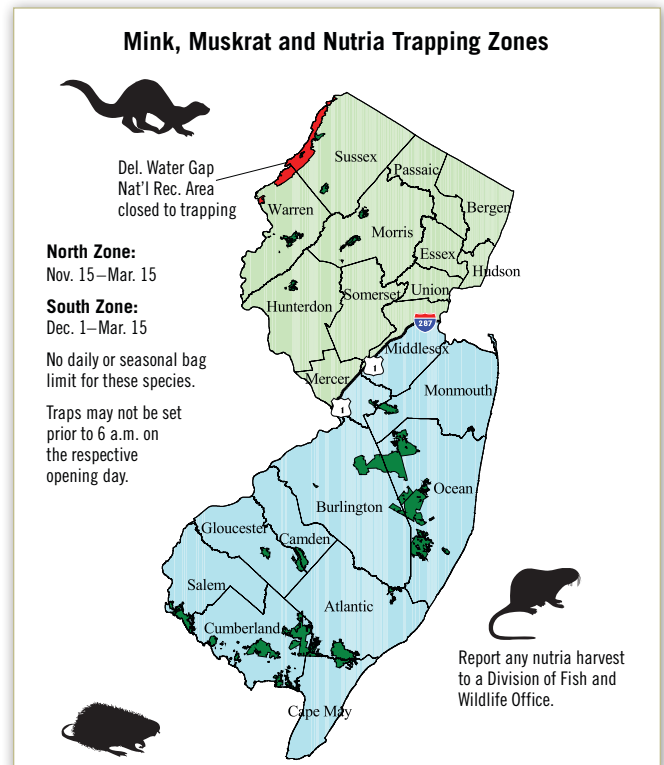 Mink, Muskrat and Nutria Trapping Zones
Del. Water Gap
Nat'l Rec. Area
closed to trapping
North Zone:
Nov. 15–Mar. 15
South Zone:
Dec. 1–Mar. 15
No daily or seasonal bag
limit for these species.
Traps may not be set
prior to 6 a.m. on
the respective
opening day.
Sussex
Passaic
Bergen
Warren
Morris
Essex
Hudson
Union
Somerset
Hunterdon
287
Middlesex
1
Mercer
1
Monmouth
Ocean
Burlington
Gloucester
Camden
Salem
Atlantic
Cumberland
Cape May
Report any nutria harvest
to a Division of Fish and
Wildlife Office.